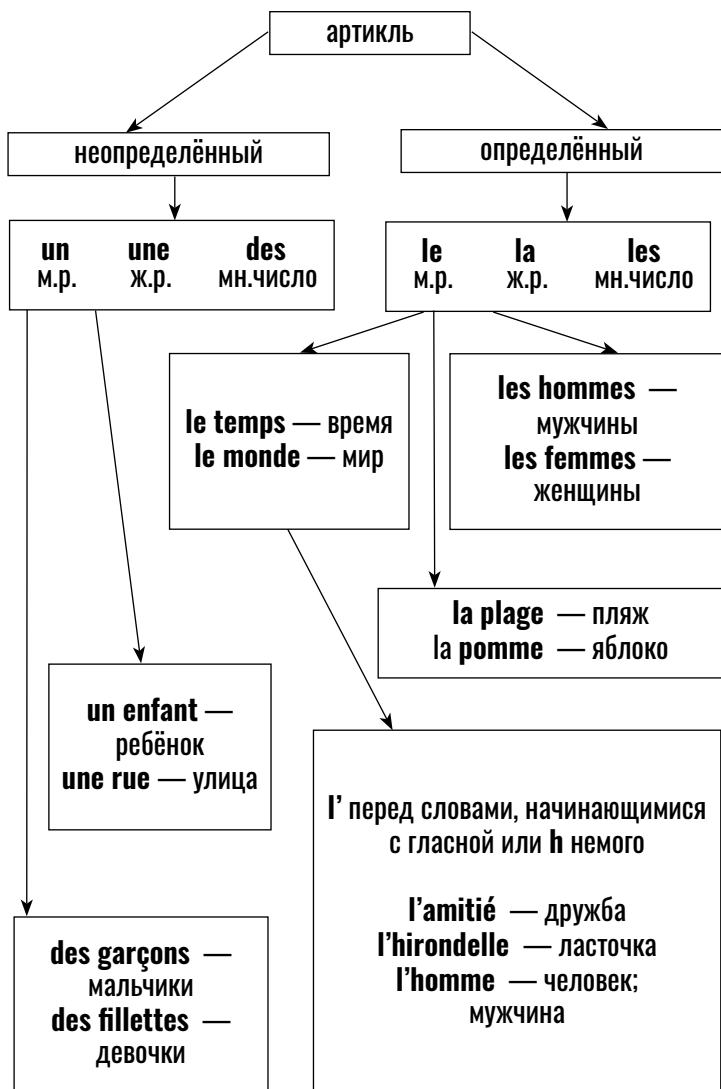 артикль
неопределённый
определённый
un une des
м.р. ж.р. мн.число
le la les
м.р. ж.р. мн.число
le temps — время
le monde — мир
les hommes —
мужчины
les femmes —
женщины
la plage — пляж
la pomme — яблоко
un enfant —
ребёнок
une rue — улица
l’ перед словами, начинающимися
с гласной или h немого
l’amitié — дружба
l’hirondelle — ласточка
l’homme — человек;
мужчина
des garçons —
мальчики
des fillettes —
девочки